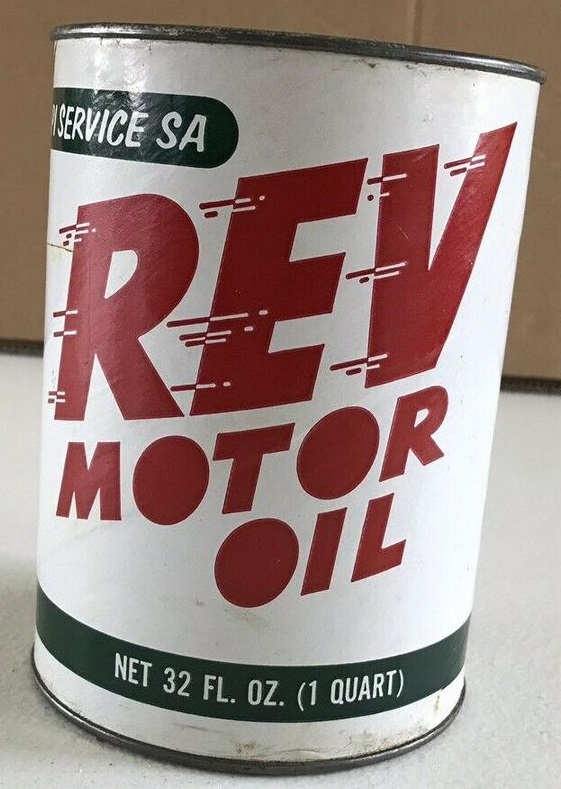 SERVICE SA
REV
MOTOR
OIL
NET 32 FL. OZ. (1 QUART)